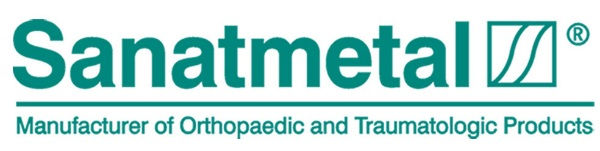 Sanatmetal ®
Manufacturer of Orthopaedic and Traumatologic Products